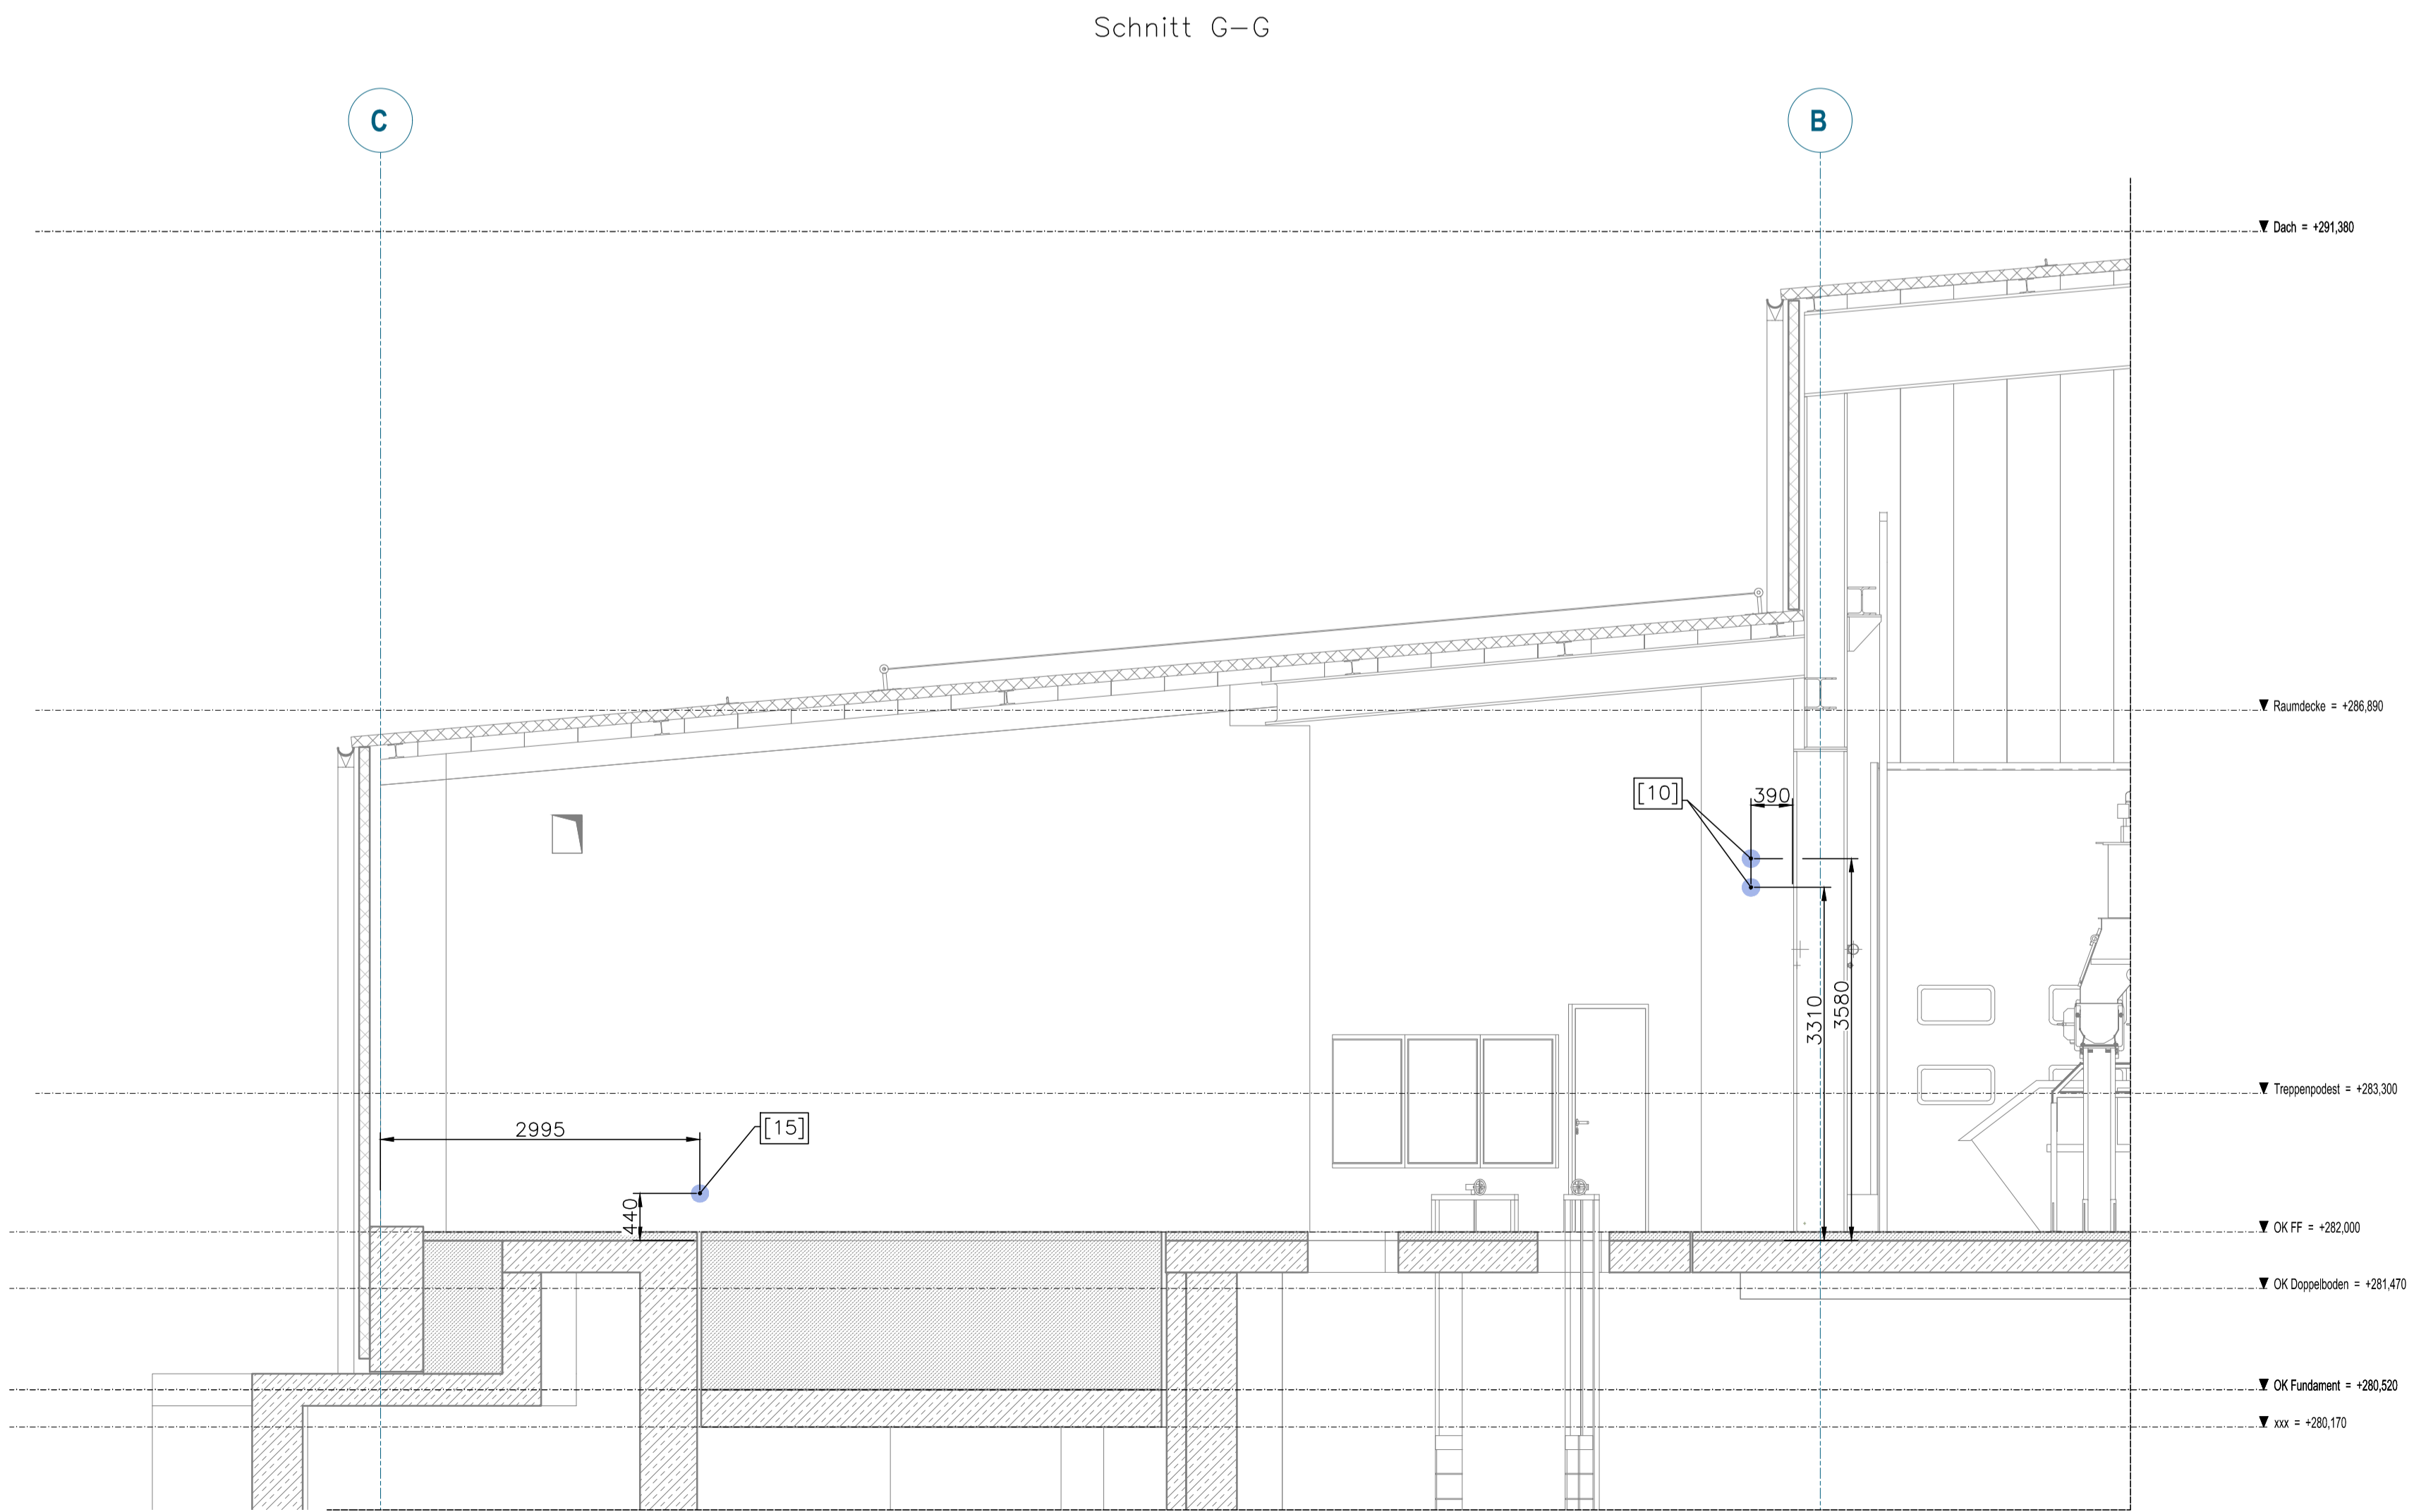 Schnitt G-G
C
B
Dach = +291,380
Raumdecke = +286,890
[10]
390
3310
3580
Treppenpodest = +283,300
2995
[15]
440
OK FF = +282,000
OK Doppelboden = +281,470
OK Fundament = +280,520
xxx = +280,170